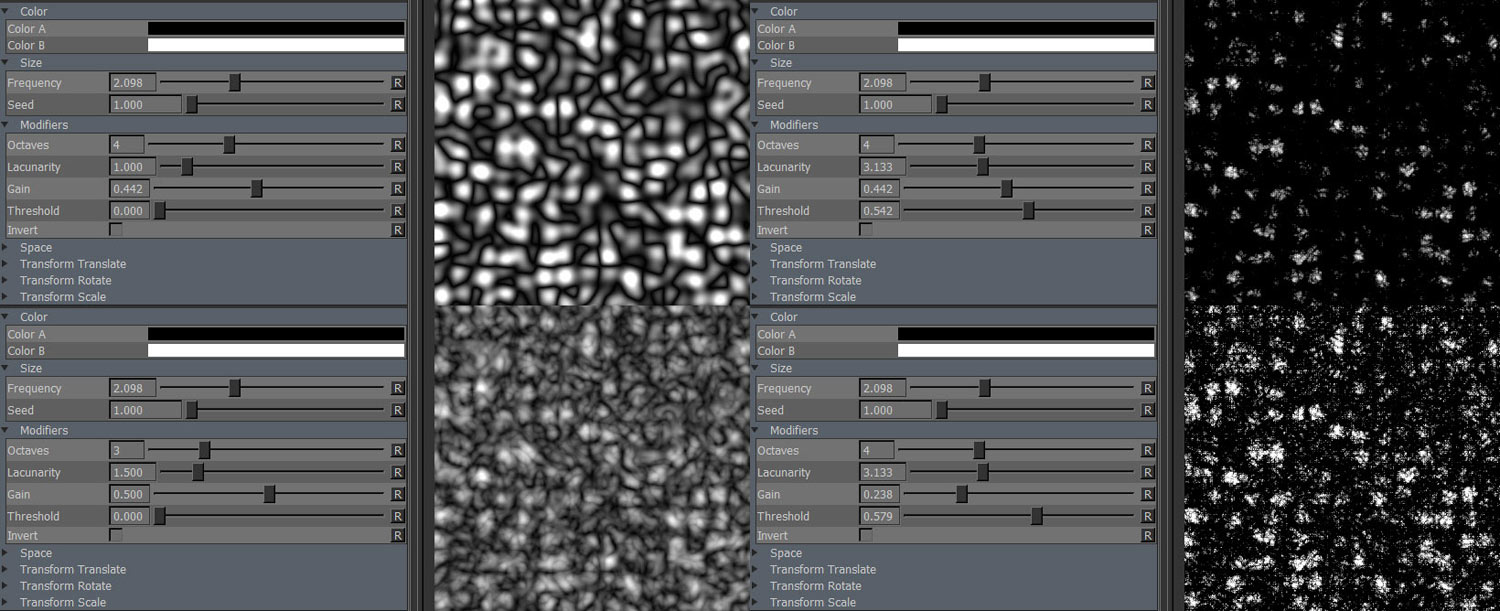 Color
Color A
Color B
Size
Frequency 2.098 R
Seed 1.000 R
Modifiers
Octaves 4 R
Lacunarity 1.000 R
Gain 0.442 R
Threshold 0.000 R
Invert R
Space
Transform Translate
Transform Rotate
Transform Scale
Color
Color A
Color B
Size
Frequency 2.098 R
Seed 1.000 R
Modifiers
Octaves 4 R
Lacunarity 3.133 R
Gain 0.442 R
Threshold 0.542 R
Invert R
Space
Transform Translate
Transform Rotate
Transform Scale
Color
Color A
Color B
Size
Frequency 2.098 R
Seed 1.000 R
Modifiers
Octaves 3 R
Lacunarity 1.500 R
Gain 0.500 R
Threshold 0.000 R
Invert R
Space
Transform Translate
Transform Rotate
Transform Scale
Color
Color A
Color B
Size
Frequency 2.098 R
Seed 1.000 R
Modifiers
Octaves 4 R
Lacunarity 3.133 R
Gain 0.238 R
Threshold 0.579 R
Invert R
Space
Transform Translate
Transform Rotate
Transform Scale